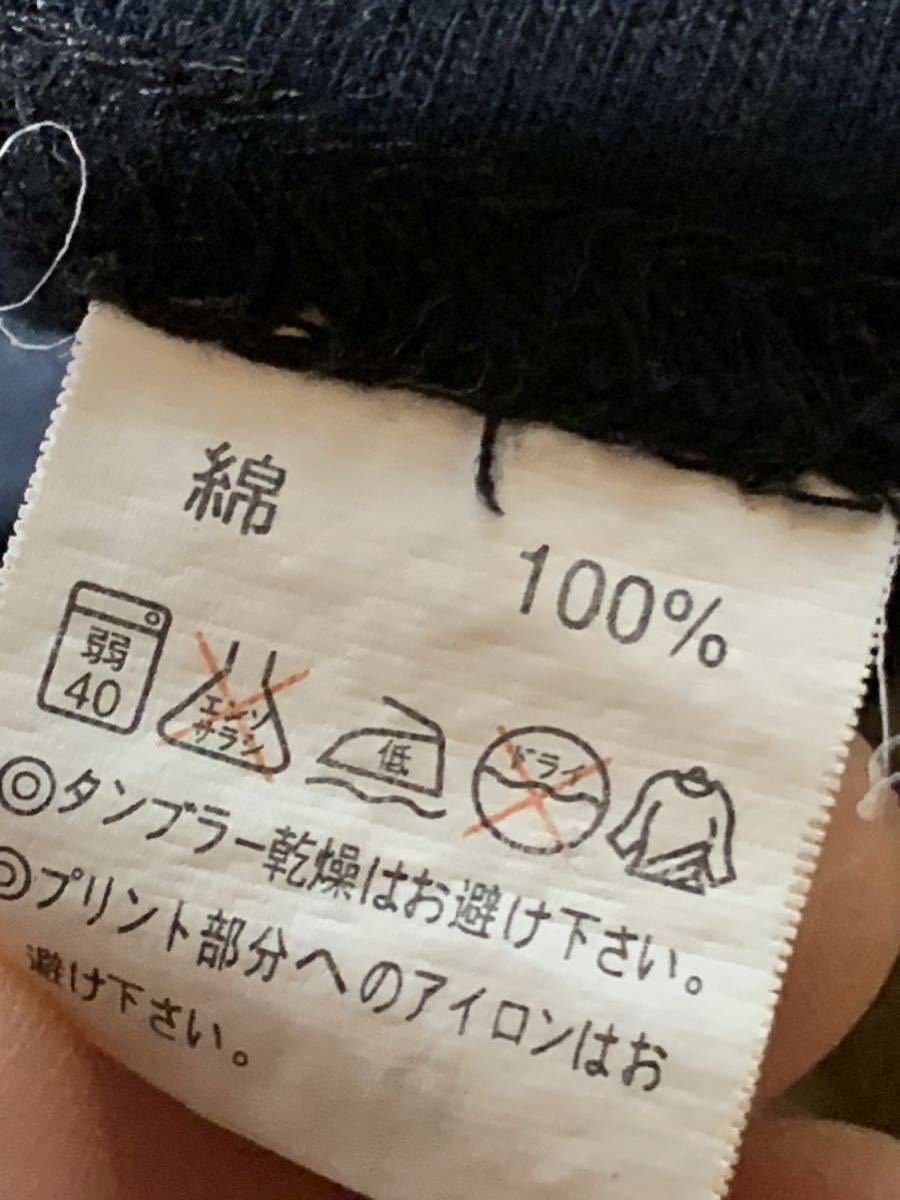 綿
100%
弱
40
エンソ
サラシ
低
ドライ
◎タンブラー乾燥はお避け下さい。
◎プリント部分へのアイロンはお
避け下さい。